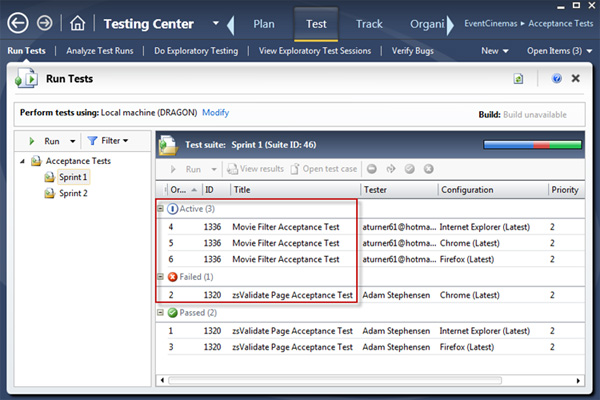 Testing Center Plan Test Track Organi EventCinemas Acceptance Tests
Run Tests Analyze Test Runs Do Exploratory Testing View Exploratory Test Sessions Verify Bugs New Open Items (3)
Run Tests
Perform tests using: Local machine (DRAGON) Modify Build: Build unavailable
Run Filter Test suite: Sprint 1 (Suite ID: 46)
Acceptance Tests Run View results Open test case
Sprint 1 Or... ID Title Tester Configuration Priority
Sprint 2
Active (3)
4 1336 Movie Filter Acceptance Test aturner61@hotma... Internet Explorer (Latest) 2
5 1336 Movie Filter Acceptance Test aturner61@hotma... Chrome (Latest) 2
6 1336 Movie Filter Acceptance Test aturner61@hotma... Firefox (Latest) 2
Failed (1)
2 1320 zsValidate Page Acceptance Test Adam Stephensen Chrome (Latest) 2
Passed (2)
1 1320 zsValidate Page Acceptance Test Adam Stephensen Internet Explorer (Latest) 2
3 1320 zsValidate Page Acceptance Test Adam Stephensen Firefox (Latest) 2